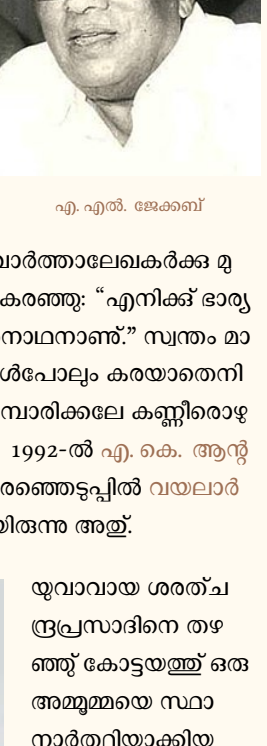 എ. എൽ. ജേക്കബ്
വാർത്താലേഖകർക്കു മു
കരഞ്ഞു: “എനിക്കു് ഭാര്യ
നാഥനാണു്.” സ്വന്തം മാ
ൾപോലും കരയാതെനി
മ്പാരിക്കലേ കണ്ണീരൊഴു
1992-ൽ എ. കെ. ആന്റ
രഞ്ഞെടുപ്പിൽ വയലാർ
യിരുന്നു അതു്.
യുവാവായ ശരത്ച
ന്ദ്രപ്രസാദിനെ തഴ
ഞ്ഞു് കോട്ടയത്തു് ഒരു
അമ്മൂമ്മയെ സ്ഥാ
നാർത്ഥിയാക്കിയ